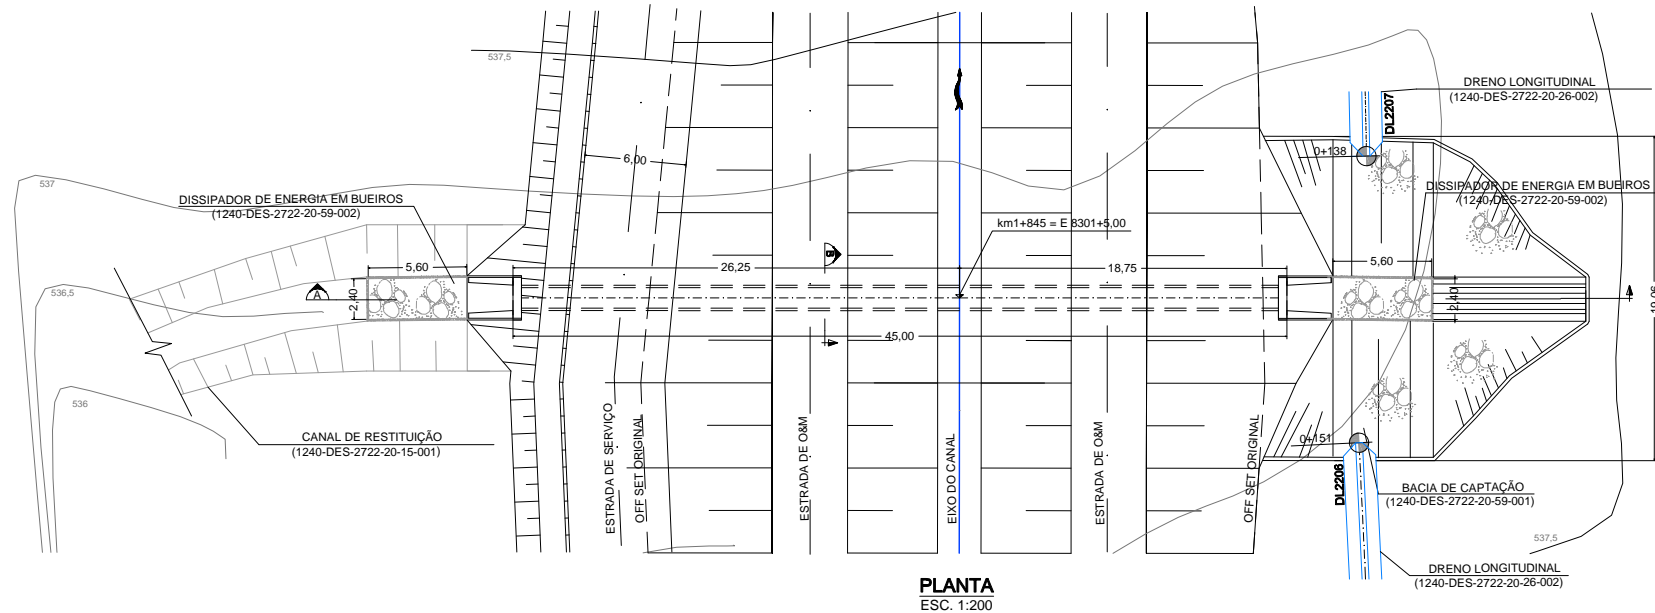 537,5
DRENO LONGITUDINAL
(1240-DES-2722-20-26-002)
DL2207
0+138
6,00
537
DISSIPADOR DE ENERGIA EM BUEIROS
(1240-DES-2722-20-59-002)
DISSIPADOR DE ENERGIA EM BUEIROS
(1240-DES-2722-20-59-002)
km1+845 = E 8301+5,00
B
5,60
26,25
18,75
5,60
536,5
A
2,40
2,40
A
19,06
45,00
536
CANAL DE RESTITUIÇÃO
(1240-DES-2722-20-15-001)
ESTRADA DE SERVIÇO
OFF SET ORIGINAL
ESTRADA DE O&M
EIXO DO CANAL
ESTRADA DE O&M
OFF SET ORIGINAL
0+151
DL2208
BACIA DE CAPTAÇÃO
(1240-DES-2722-20-59-001)
537,5
DRENO LONGITUDINAL
(1240-DES-2722-20-26-002)
PLANTA
ESC. 1:200